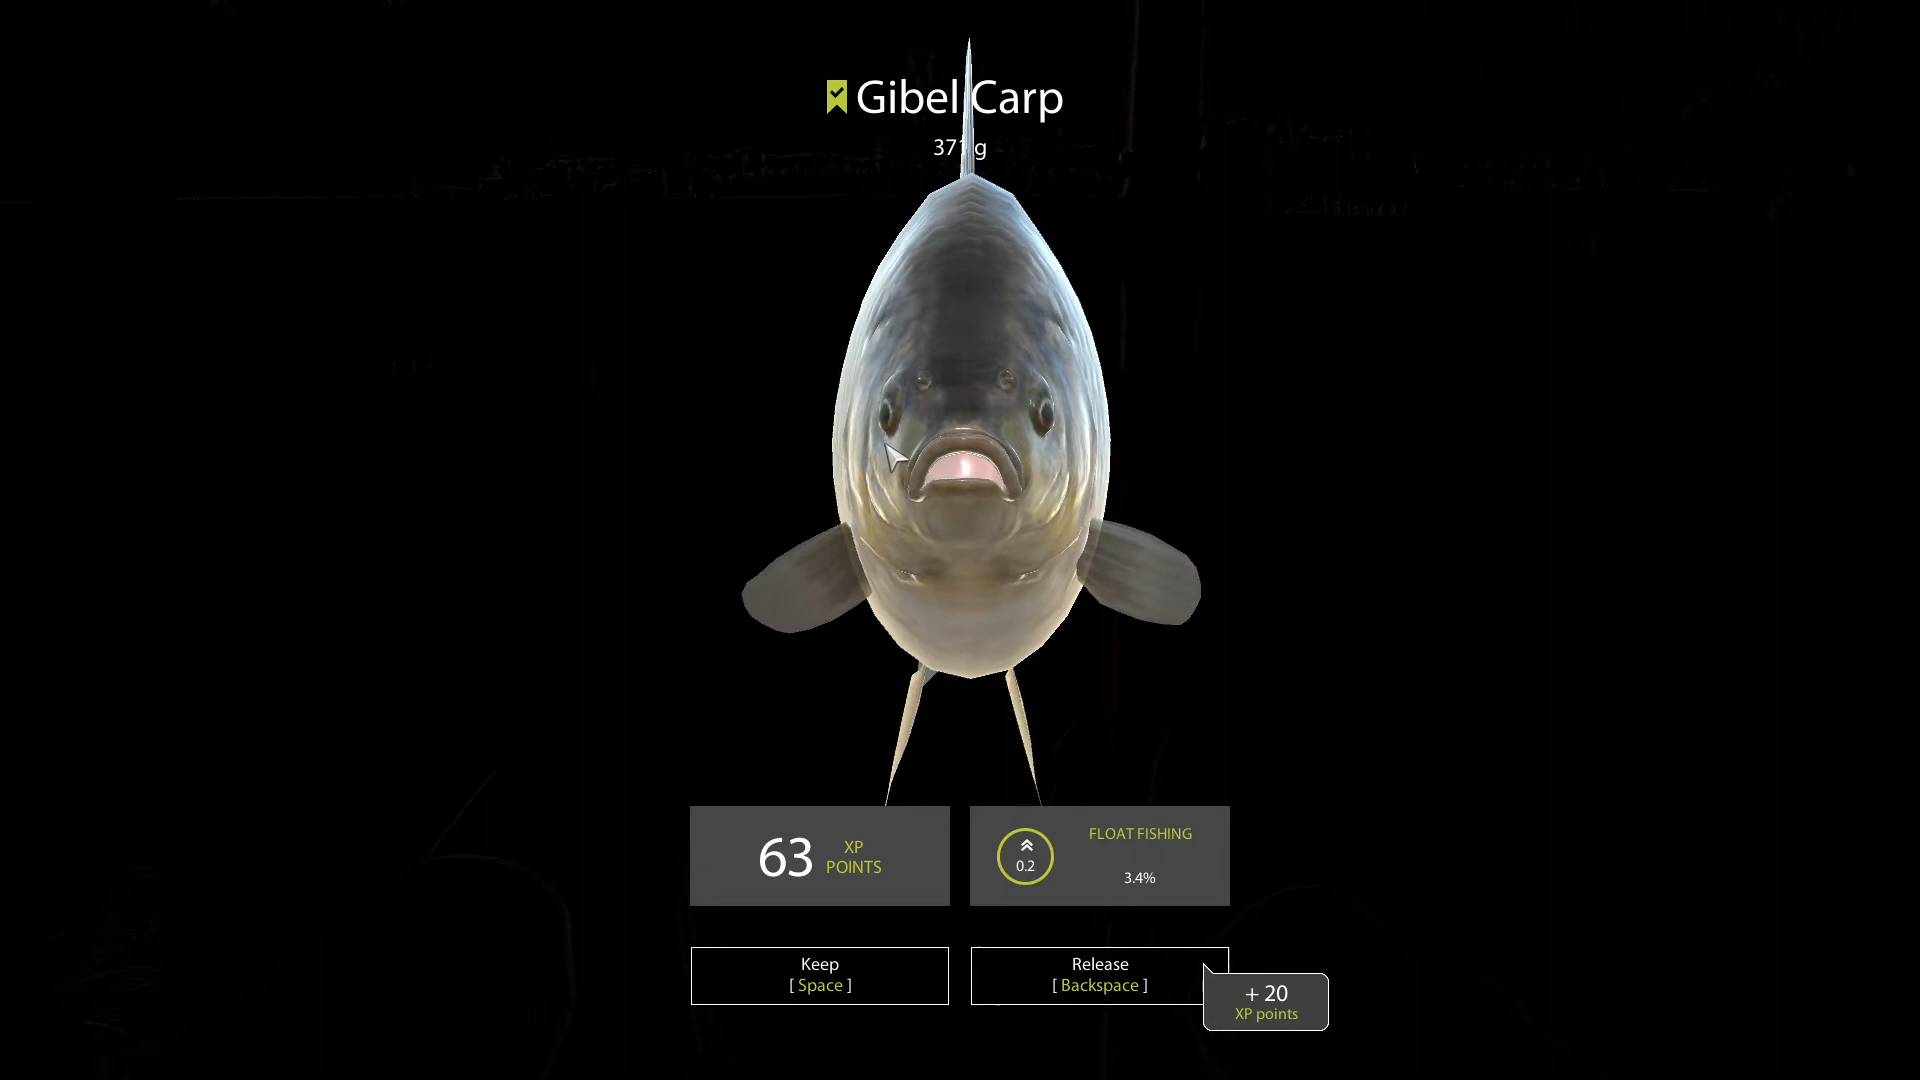 Gibel Carp
371 g
63
XP
POINTS
0.2
FLOAT FISHING
3.4%
Keep
[ Space ]
Release
[ Backspace ]
+ 20
XP points